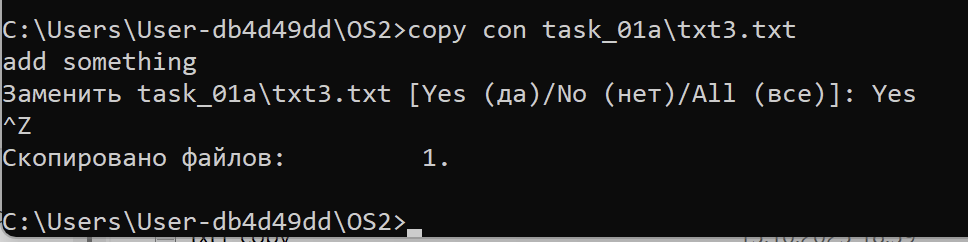 C:\Users\User-db4d49dd\OS2>copy con task_01a\txt3.txt
add something
Заменить task_01a\txt3.txt [Yes (да)/No (нет)/All (все)]: Yes
^Z
Скопировано файлов:         1.
C:\Users\User-db4d49dd\OS2>